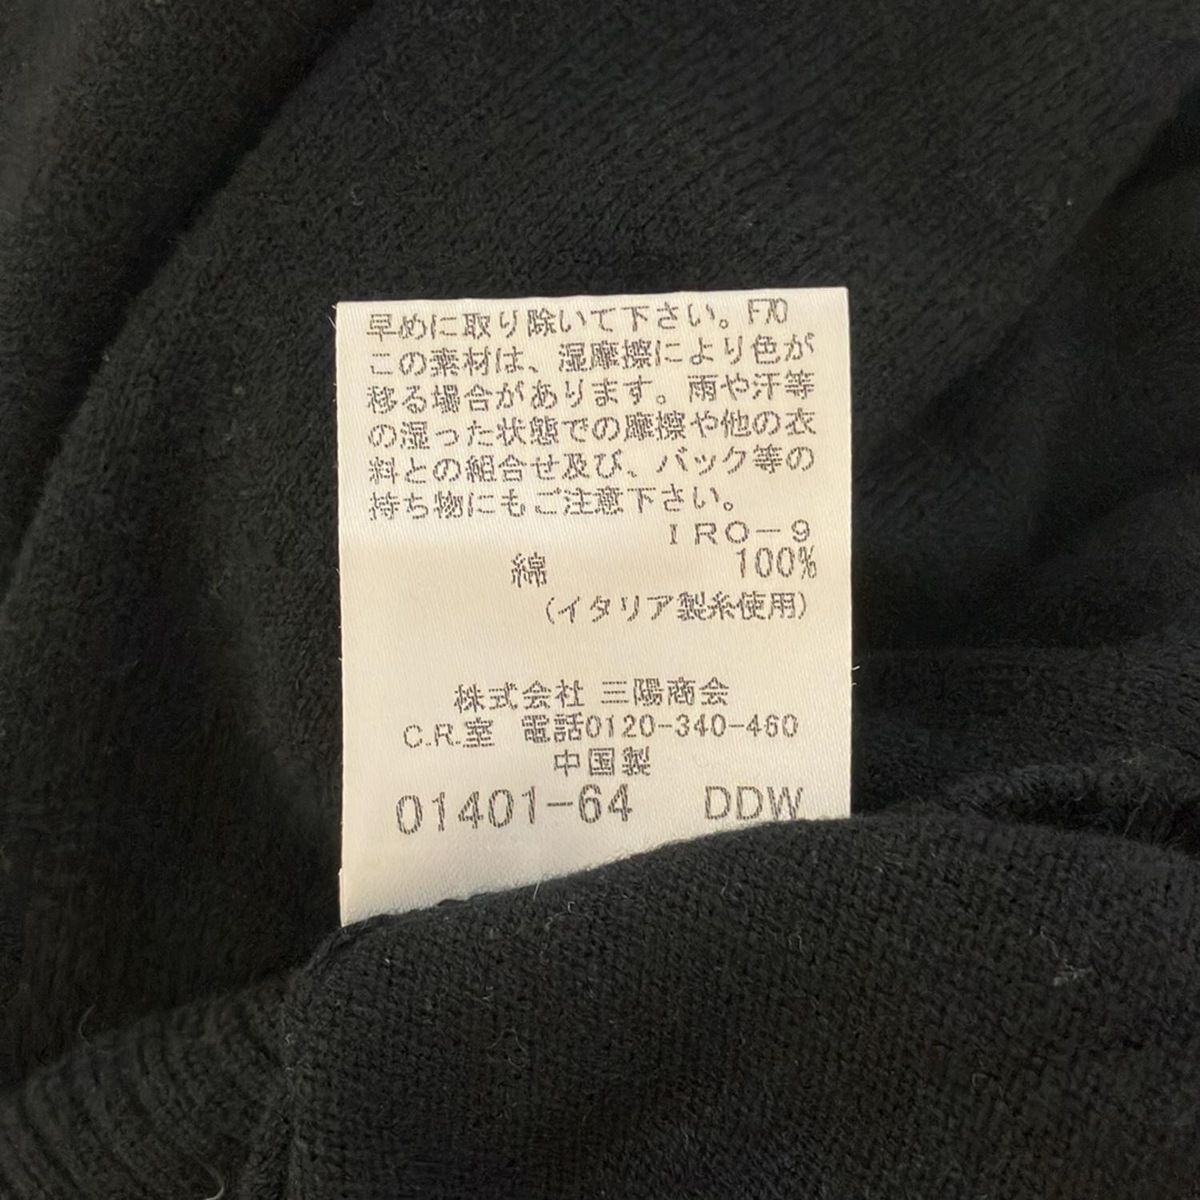 早めに取り除いて下さい。F70
この素材は、湿摩擦により色が
移る場合があります。雨や汗等
の湿った状態での摩擦や他の衣
料との組合せ及び、バック等の
持ち物にもご注意下さい。
IRO-9
綿 100%
(イタリア製糸使用)
株式会社 三陽商会
C.R.室 電話0120-340-460
中国製
01401-64 DDW